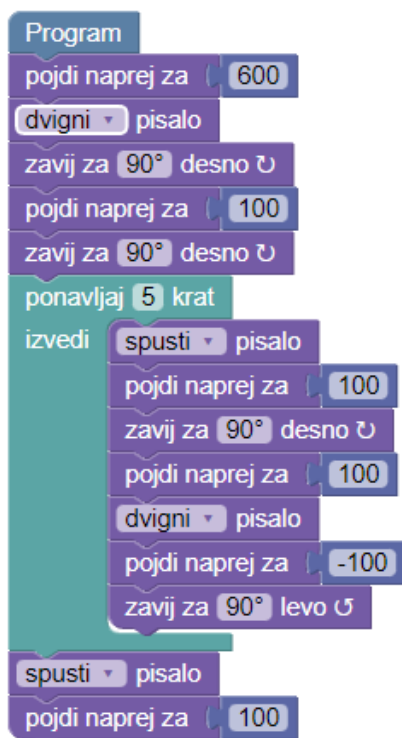 Program
pojdi naprej za 600
dvigni pisalo
zavij za 90° desno ↻
pojdi naprej za 100
zavij za 90° desno ↻
ponavljaj 5 krat
izvedi spusti pisalo
pojdi naprej za 100
zavij za 90° desno ↻
pojdi naprej za 100
dvigni pisalo
pojdi naprej za -100
zavij za 90° levo ↺
spusti pisalo
pojdi naprej za 100